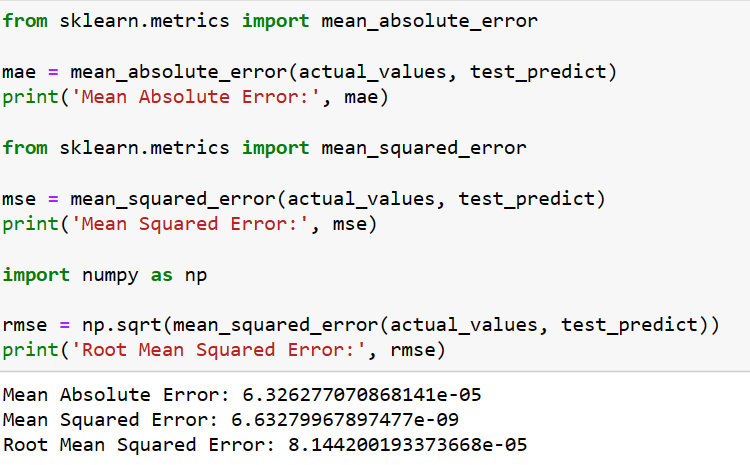 from sklearn.metrics import mean_absolute_error
mae = mean_absolute_error(actual_values, test_predict)
print('Mean Absolute Error:', mae)
from sklearn.metrics import mean_squared_error
mse = mean_squared_error(actual_values, test_predict)
print('Mean Squared Error:', mse)
import numpy as np
rmse = np.sqrt(mean_squared_error(actual_values, test_predict))
print('Root Mean Squared Error:', rmse)
Mean Absolute Error: 6.326277070868141e-05
Mean Squared Error: 6.63279967897477e-09
Root Mean Squared Error: 8.144200193373668e-05